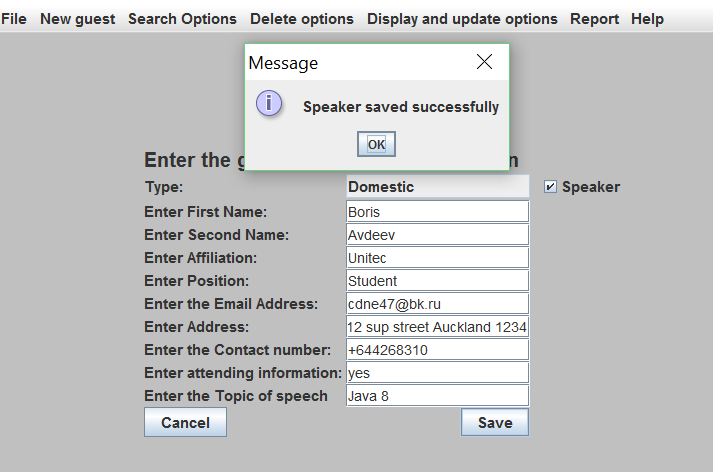 File New guest Search Options Delete options Display and update options Report Help
Message
Speaker saved successfully
OK
Enter the
Type: Domestic Speaker
Enter First Name: Boris
Enter Second Name: Avdeev
Enter Affiliation: Unitec
Enter Position: Student
Enter the Email Address: cdne47@bk.ru
Enter Address: 12 sup street Auckland 1234
Enter the Contact number: +644268310
Enter attending information: yes
Enter the Topic of speech Java 8
Cancel Save